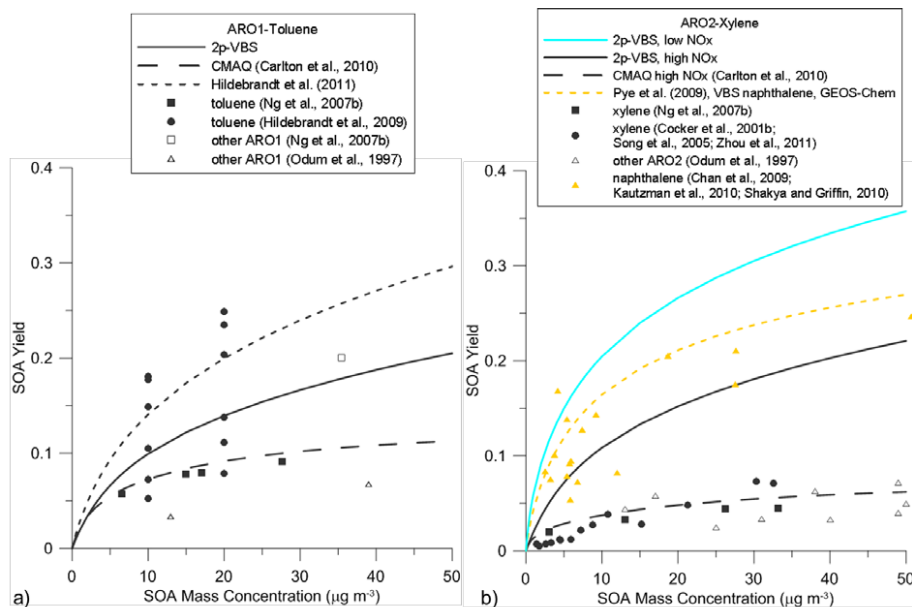 ARO1-Toluene
2p-VBS
CMAQ (Carlton et al., 2010)
Hildebrandt et al. (2011)
toluene (Ng et al., 2007b)
toluene (Hildebrandt et al., 2009)
other ARO1 (Ng et al., 2007b)
other ARO1 (Odum et al., 1997)
0.4
0.3
0.2
0.1
0
SOA Yield
0
10
20
30
40
50
SOA Mass Concentration (µg m⁻³)
a)
ARO2-Xylene
2p-VBS, low NOx
2p-VBS, high NOx
CMAQ high NOx (Carlton et al., 2010)
Pye et al. (2009), VBS naphthalene, GEOS-Chem
xylene (Ng et al., 2007b)
xylene (Cocker et al., 2001b;
Song et al., 2005; Zhou et al., 2011)
other ARO2 (Odum et al., 1997)
naphthalene (Chan et al., 2009;
Kautzman et al., 2010; Shakya and Griffin, 2010)
0.4
0.3
0.2
0.1
0
SOA Yield
0
10
20
30
40
50
SOA Mass Concentration (µg m⁻³)
b)